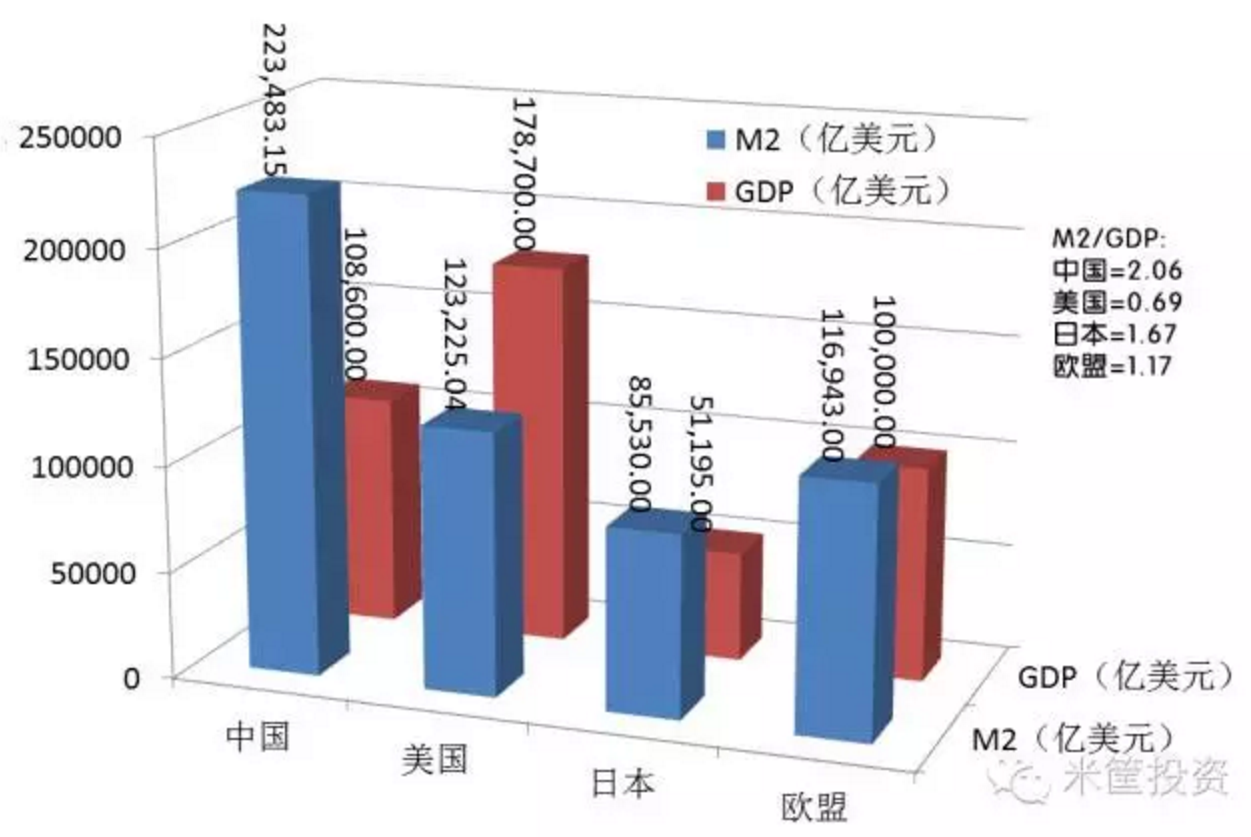 250000
200000
150000
100000
50000
0
223,483.15
108,600.00
123,225.04
178,700.00
85,530.00
51,195.00
116,943.00
100,000.00
M2（亿美元）
GDP（亿美元）
M2/GDP:
中国=2.06
美国=0.69
日本=1.67
欧盟=1.17
中国
美国
日本
欧盟
GDP（亿美元）
M2（亿美元）
米筐投资